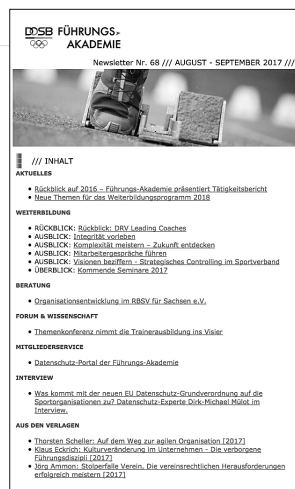 DOSB FÜHRUNGS-
AKADEMIE
Newsletter Nr. 68 /// AUGUST - SEPTEMBER 2017 ///
/// INHALT
AKTUELLES
• Rückblick auf 2016 – Führungs-Akademie präsentiert Tätigkeitsbericht
• Neue Themen für das Weiterbildungsprogramm 2018
WEITERBILDUNG
• RÜCKBLICK: Rückblick: DRV Leading Coaches
• AUSBLICK: Integrität vorleben
• AUSBLICK: Komplexität meistern – Zukunft entdecken
• AUSBLICK: Mitarbeitergespräche führen
• AUSBLICK: Visionen beziffern - Strategisches Controlling im Sportverband
• ÜBERBLICK: Kommende Seminare 2017
BERATUNG
• Organisationsentwicklung im RBSV für Sachsen e.V.
FORUM & WISSENSCHAFT
• Themenkonferenz nimmt die Trainerausbildung ins Visier
MITGLIEDERSERVICE
• Datenschutz-Portal der Führungs-Akademie
INTERVIEW
• Was kommt mit der neuen EU Datenschutz-Grundverordnung auf die
Sportorganisationen zu? Datenschutz-Experte Dirk-Michael Mülot im
Interview.
AUS DEN VERLAGEN
• Thorsten Scheller: Auf dem Weg zur agilen Organisation [2017]
• Klaus Eckrich: Kulturveränderung im Unternehmen - Die verborgene
Führungsdisziplin [2017]
• Jörg Ammon: Stolperfalle Verein. Die vereinsrechtlichen Herausforderungen
erfolgreich meistern [2017]